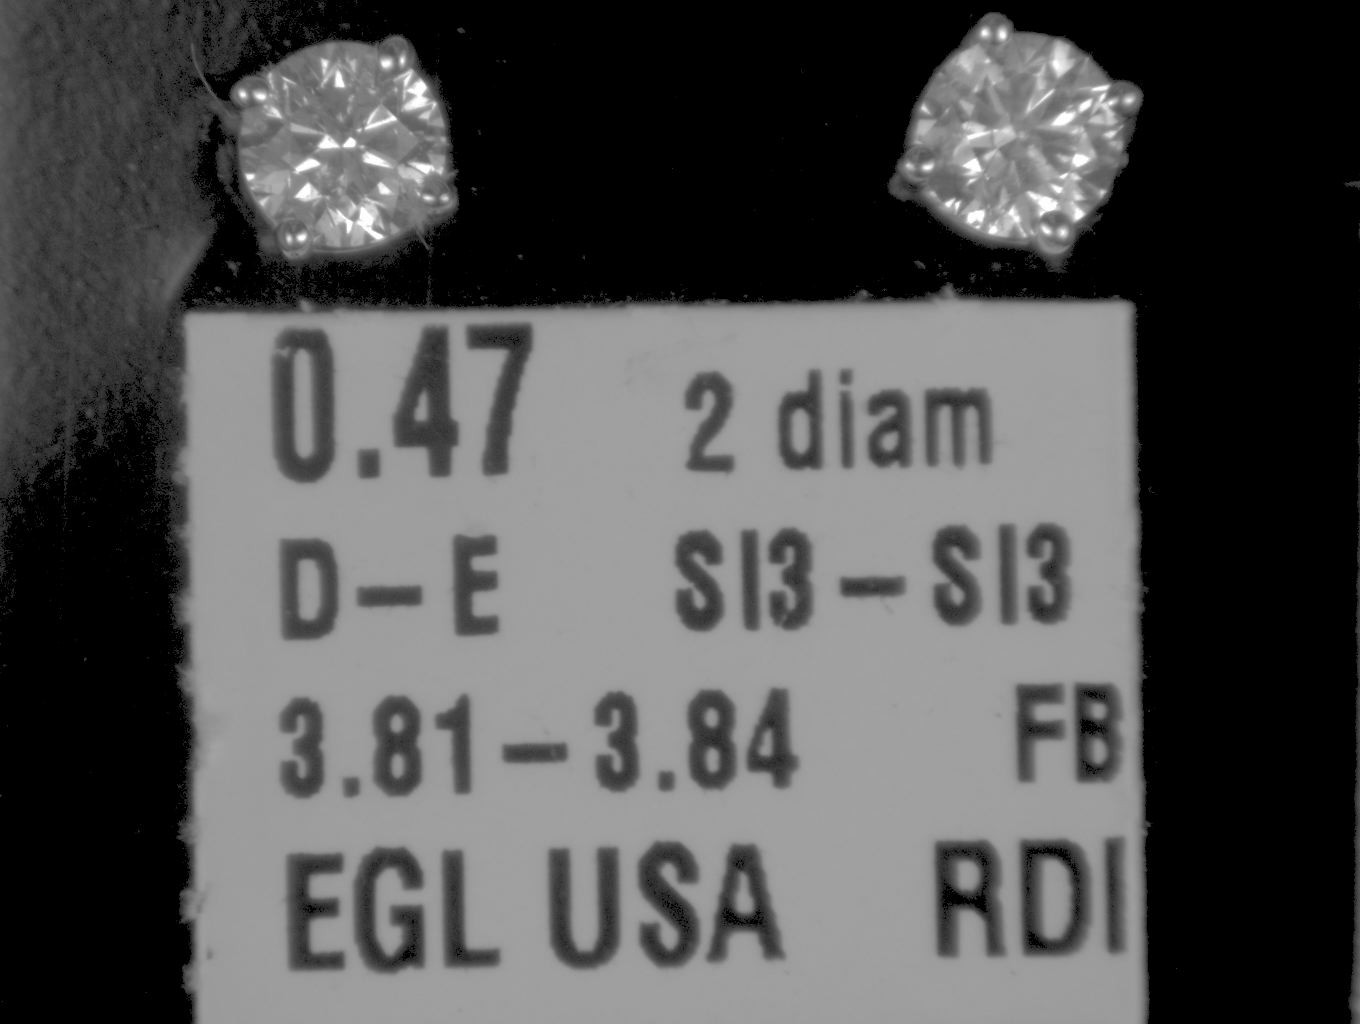 0.47 2 diam
D-E SI3-SI3
3.81-3.84 FB
EGL USA RDI